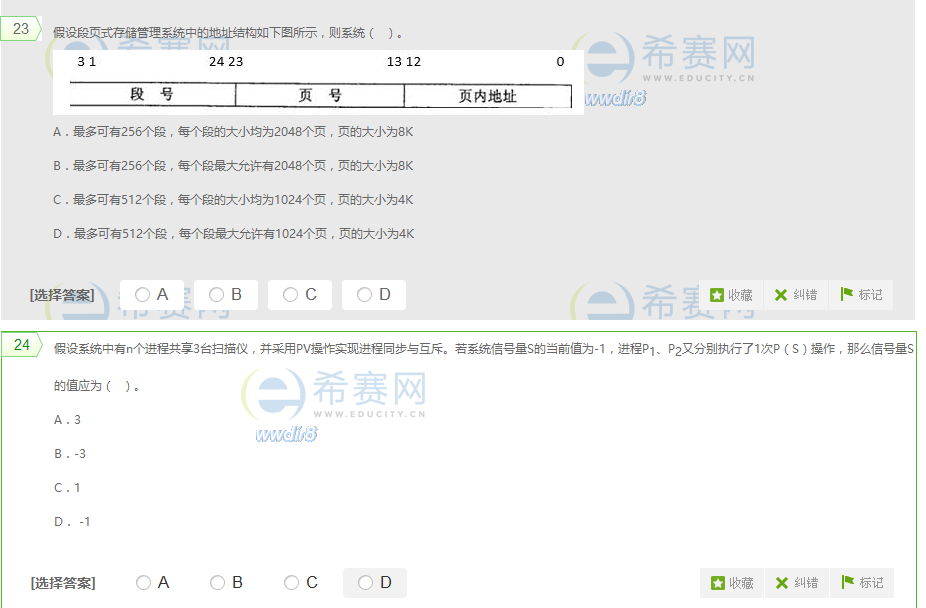 23
假设段页式存储管理系统中的地址结构如下图所示，则系统（　）。
3 1 24 23 13 12 0
段 号 页 号 页内地址
希赛网
WWW.EDUCITY.CN
wwdir8
A．最多可有256个段，每个段的大小均为2048个页，页的大小为8K
B．最多可有256个段，每个段最大允许有2048个页，页的大小为8K
C．最多可有512个段，每个段的大小均为1024个页，页的大小为4K
D．最多可有512个段，每个段最大允许有1024个页，页的大小为4K
[选择答案] A B C D 收藏 纠错 标记
24
假设系统中有n个进程共享3台扫描仪，并采用PV操作实现进程同步与互斥。若系统信号量S的当前值为-1，进程P1、P2又分别执行了1次P（S）操作，那么信号量S
的值应为（　）。
希赛网
WWW.EDUCITY.CN
wwdir8
A．3
B．-3
C．1
D．-1
[选择答案] A B C D 收藏 纠错 标记